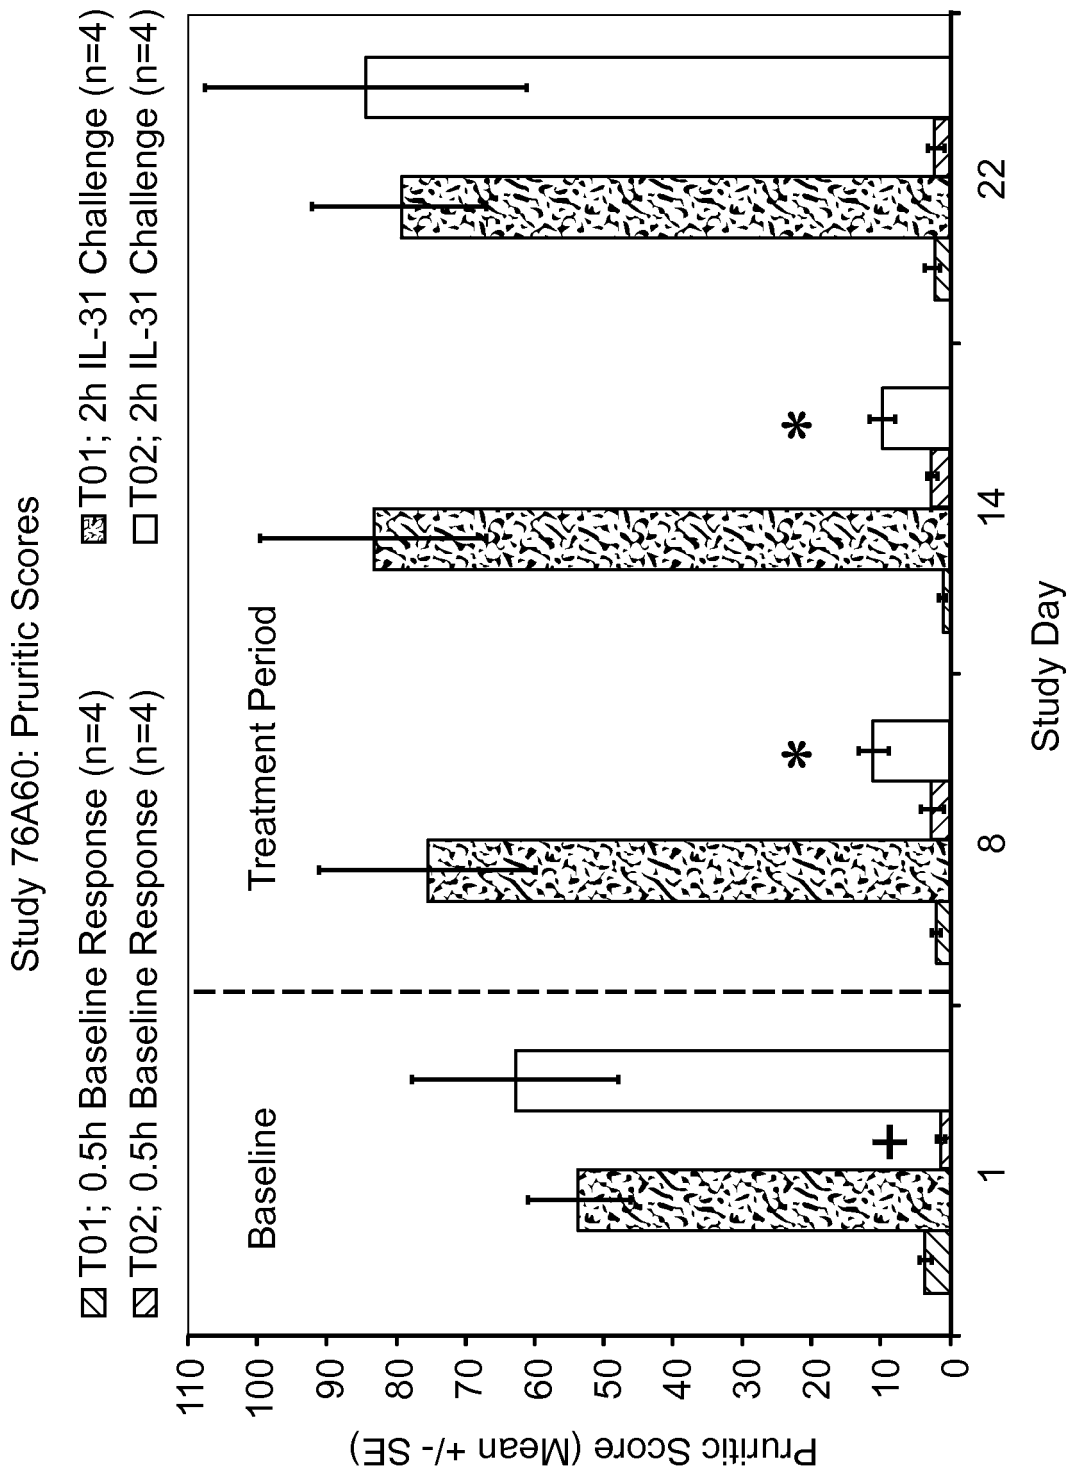 Study 76A60: Pruritic Scores
T01; 0.5h Baseline Response (n=4)
T01; 2h IL-31 Challenge (n=4)
T02; 0.5h Baseline Response (n=4)
T02; 2h IL-31 Challenge (n=4)
Baseline
Treatment Period
110
100
90
80
70
60
50
40
30
20
10
0
Pruritic Score (Mean +/- SE)
+
*
*
1
8
14
22
Study Day